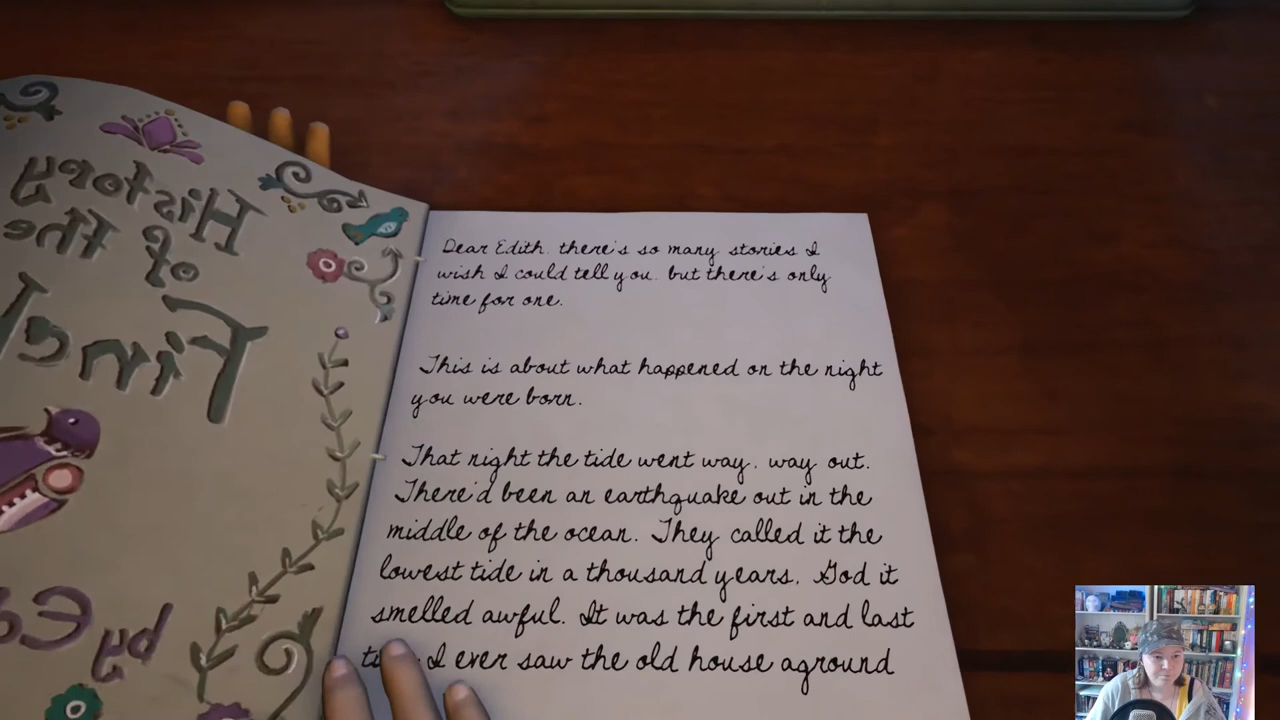 History
of the
Finch
by Ed
Dear Edith, there's so many stories I
wish I could tell you, but there's only
time for one.
This is about what happened on the night
you were born.
That night the tide went way, way out.
There'd been an earthquake out in the
middle of the ocean. They called it the
lowest tide in a thousand years. God it
smelled awful. It was the first and last
I ever saw the old house aground